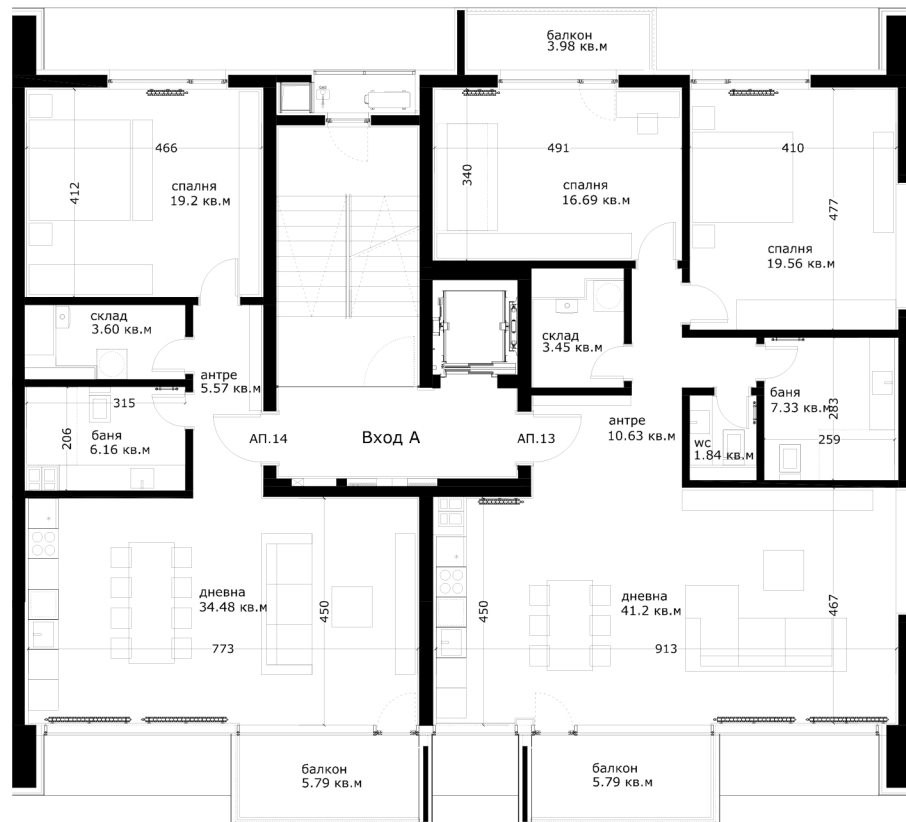 балкон
3.98 кв.м
466
412
спалня
19.2 кв.м
491
340
спалня
16.69 кв.м
410
477
спалня
19.56 кв.м
склад
3.60 кв.м
склад
3.45 кв.м
антре
5.57 кв.м
315
206
баня
6.16 кв.м
АП.14
Вход А
АП.13
антре
10.63 кв.м
wc
1.84 кв.м
баня
7.33 кв.м
283
259
дневна
34.48 кв.м
450
773
450
дневна
41.2 кв.м
467
913
балкон
5.79 кв.м
балкон
5.79 кв.м